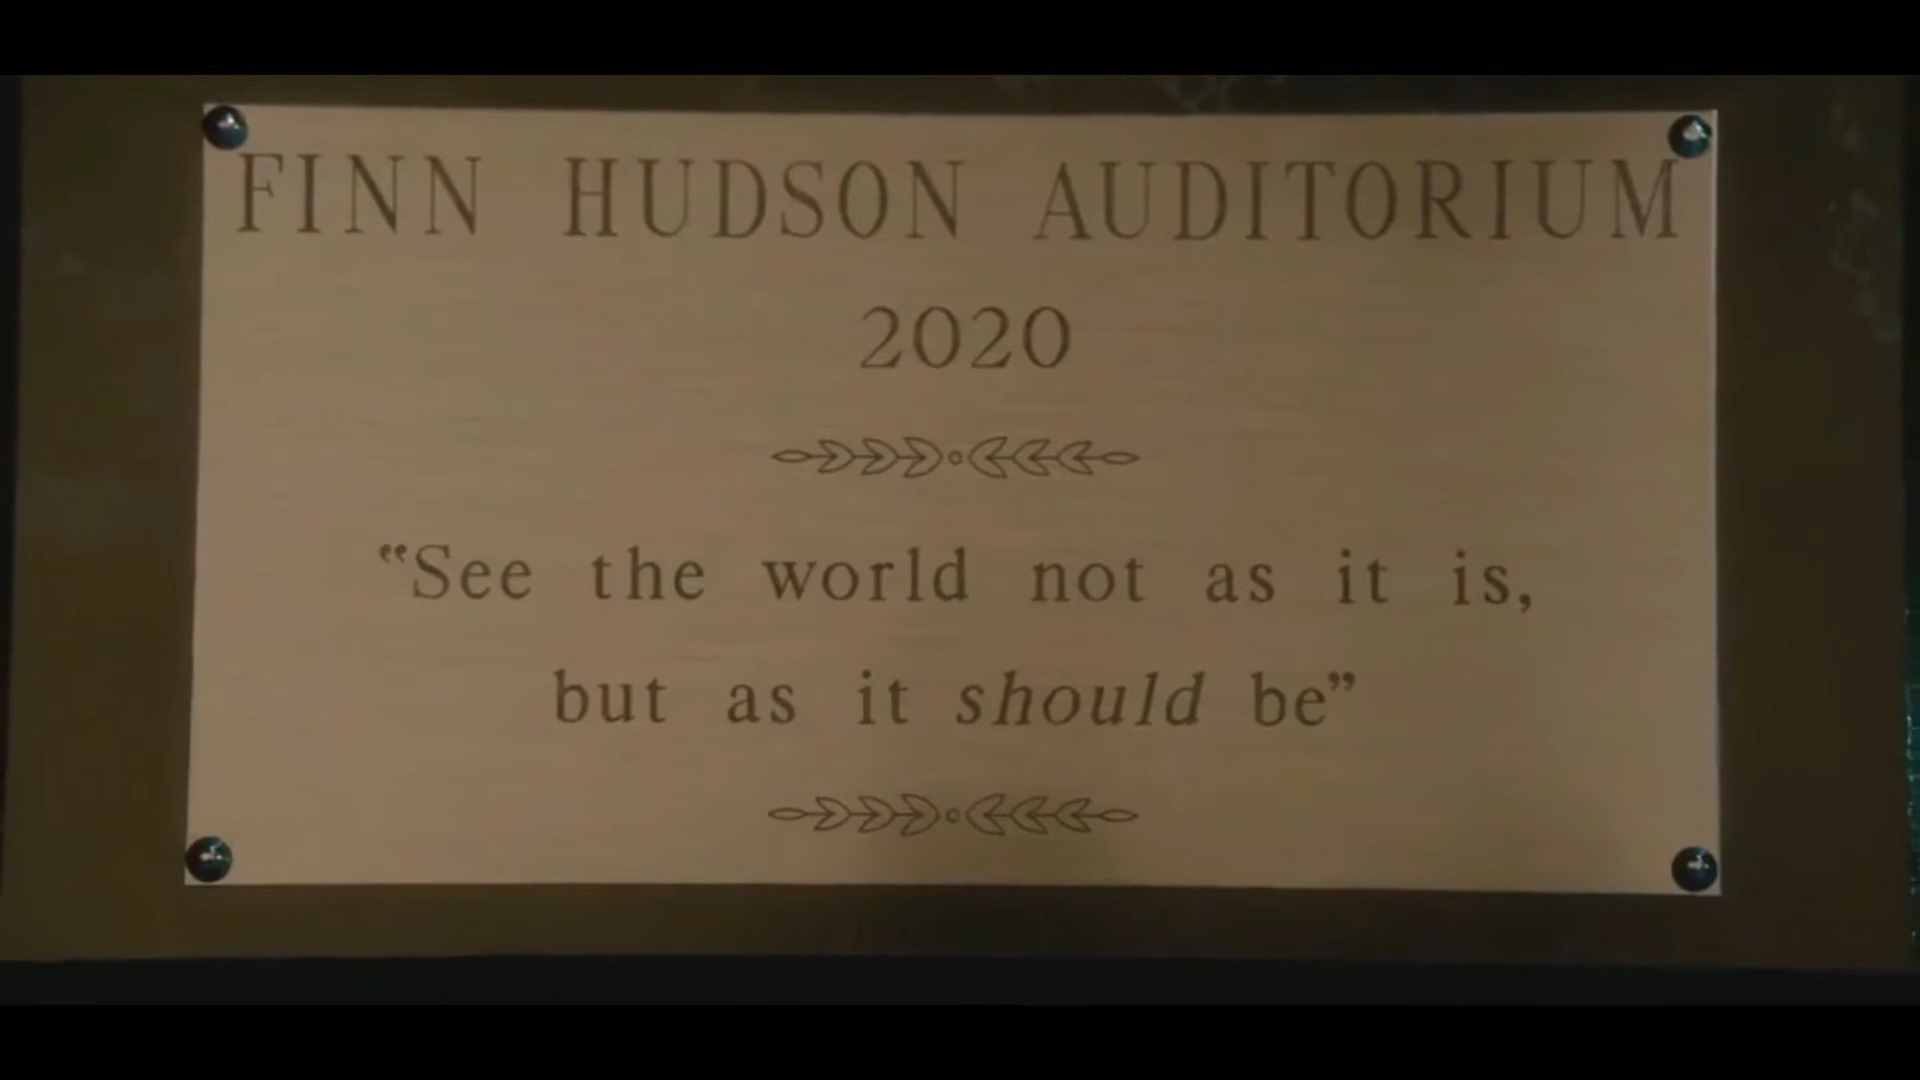 FINN HUDSON AUDITORIUM
2020
“See the world not as it is,
but as it should be”